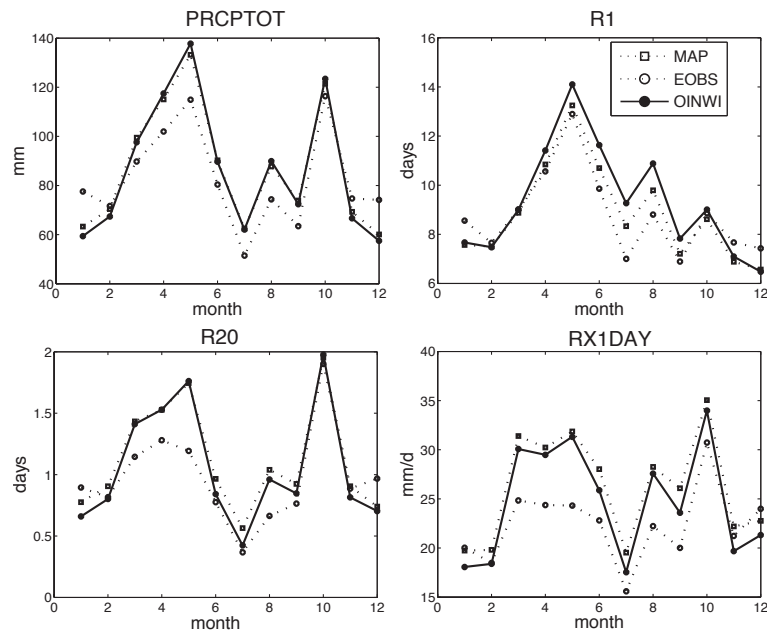 PRCPTOT
140
120
100
80
60
40
mm
0 2 4 6 8 10 12
month
R1
16
14
12
10
8
6
days
0 2 4 6 8 10 12
month
MAP
EOBS
OINWI
R20
2
1.5
1
0.5
0
days
0 2 4 6 8 10 12
month
RX1DAY
40
35
30
25
20
15
mm/d
0 2 4 6 8 10 12
month